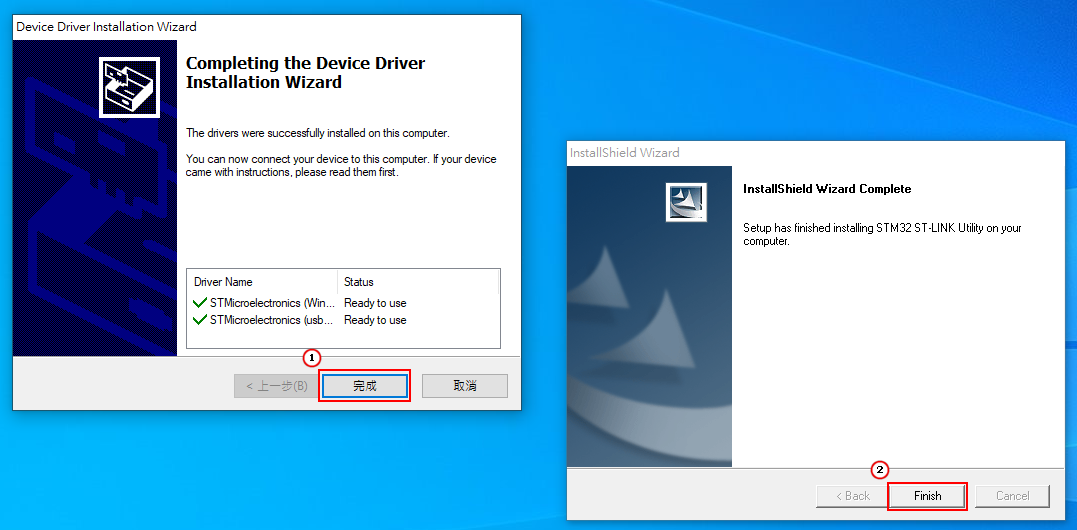 Device Driver Installation Wizard
Completing the Device Driver
Installation Wizard
The drivers were successfully installed on this computer.
You can now connect your device to this computer. If your device
came with instructions, please read them first.
Driver Name Status
STMicroelectronics (Win... Ready to use
STMicroelectronics (usb... Ready to use
1
< 上一步(B) 完成 取消
InstallShield Wizard
InstallShield Wizard Complete
Setup has finished installing STM32 ST-LINK Utility on your
computer.
2
< Back Finish Cancel